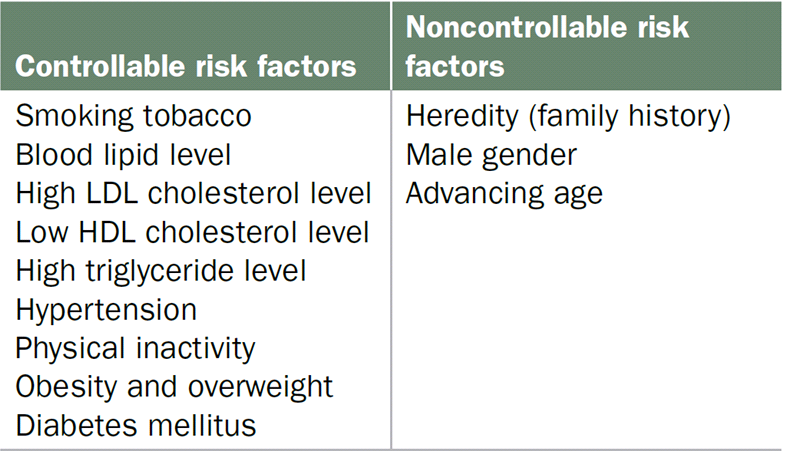 Controllable risk factors
Noncontrollable risk
factors
Smoking tobacco
Blood lipid level
High LDL cholesterol level
Low HDL cholesterol level
High triglyceride level
Hypertension
Physical inactivity
Obesity and overweight
Diabetes mellitus
Heredity (family history)
Male gender
Advancing age